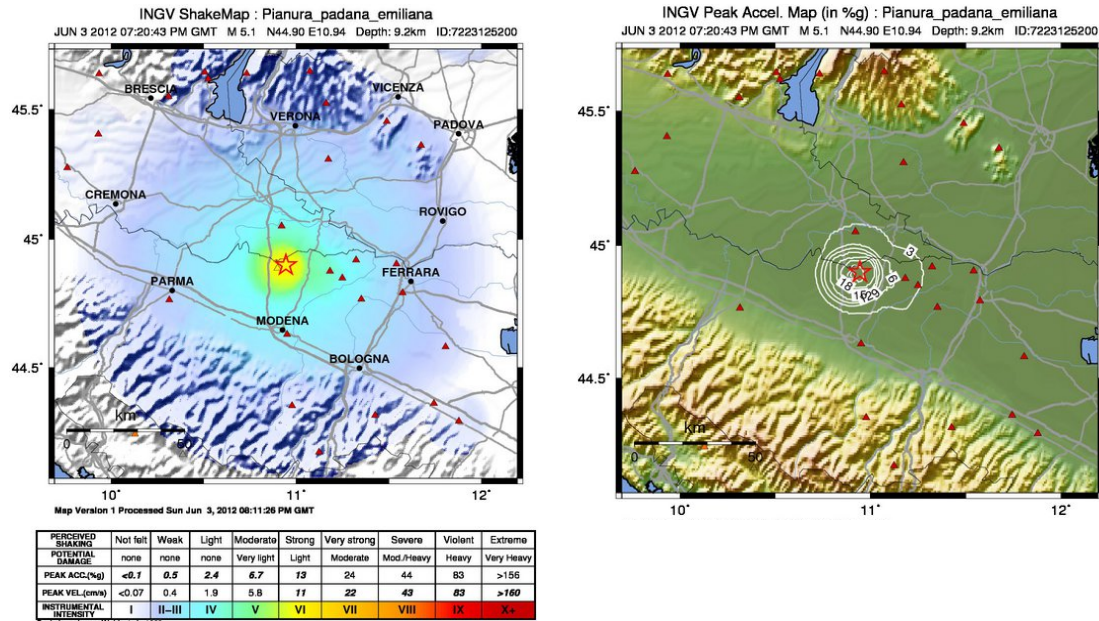 INGV ShakeMap : Pianura_padana_emiliana
JUN 3 2012 07:20:43 PM GMT M 5.1 N44.90 E10.94 Depth: 9.2km ID:7223125200
45.5˚
45˚
44.5˚
BRESCIA
VICENZA
VERONA
PADOVA
CREMONA
ROVIGO
PARMA
FERRARA
MODENA
BOLOGNA
km
0 50
10˚ 11˚ 12˚
Map Version 1 Processed Sun Jun 3, 2012 08:11:26 PM GMT
PERCEIVED SHAKING Not felt Weak Light Moderate Strong Very strong Severe Violent Extreme
POTENTIAL DAMAGE none none none Very light Light Moderate Mod./Heavy Heavy Very Heavy
PEAK ACC.(%g) <0.1 0.5 2.4 6.7 13 24 44 83 >156
PEAK VEL.(cm/s) <0.07 0.4 1.9 5.8 11 22 43 83 >160
INSTRUMENTAL INTENSITY I II–III IV V VI VII VIII IX X+
INGV Peak Accel. Map (in %g) : Pianura_padana_emiliana
JUN 3 2012 07:20:43 PM GMT M 5.1 N44.90 E10.94 Depth: 9.2km ID:7223125200
45.5˚
45˚
44.5˚
3
6
18
9
km
0 50
10˚ 11˚ 12˚